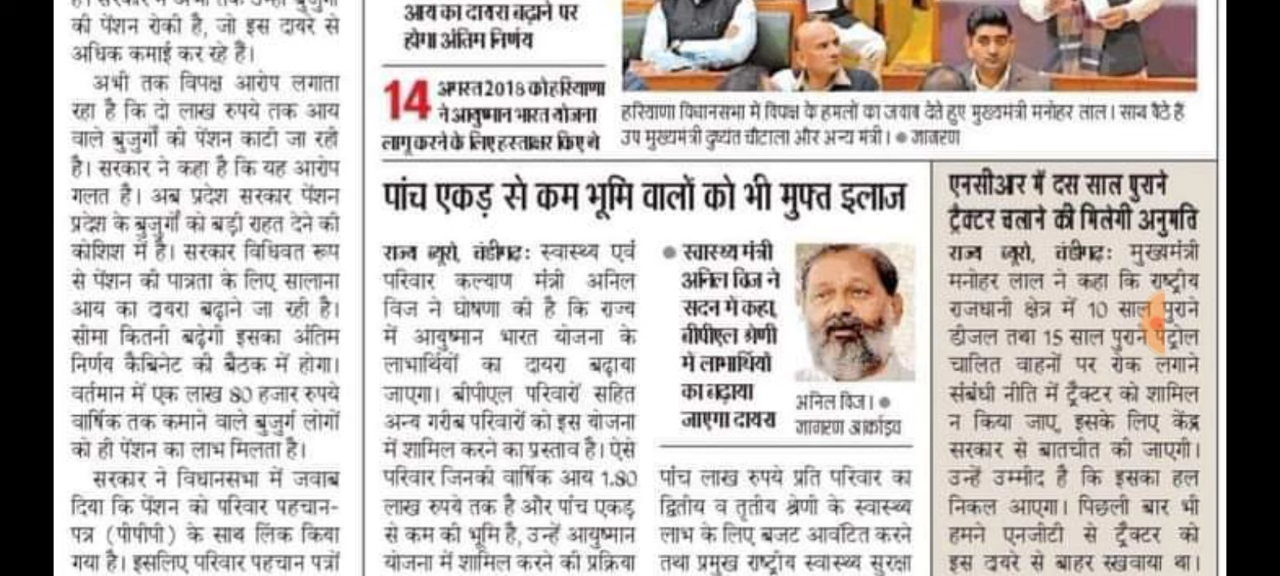 की पेंशन रोकी है, जो इस दायरे से
अधिक कमाई कर रहे हैं।
अभी तक विपक्ष आरोप लगाता
रहा है कि दो लाख रुपये तक आय
वाले बुजुर्गों की पेंशन काटी जा रही
है। सरकार ने कहा है कि यह आरोप
गलत है। अब प्रदेश सरकार पेंशन
प्रदेश के बुजुर्गों को बड़ी राहत देने की
कोशिश में है। सरकार विधिवत रूप
से पेंशन की पात्रता के लिए सालाना
आय का दायरा बढ़ाने जा रही है।
सीमा कितनी बढ़ेगी इसका अंतिम
निर्णय कैबिनेट की बैठक में होगा।
वर्तमान में एक लाख 80 हजार रुपये
वार्षिक तक कमाने वाले बुजुर्ग लोगों
को ही पेंशन का लाभ मिलता है।
सरकार ने विधानसभा में जवाब
दिया कि पेंशन को परिवार पहचान-
पत्र (पीपीपी) के साथ लिंक किया
गया है। इसलिए परिवार पहचान पत्रों
आय का दायरा बढ़ाने पर
होगा अंतिम निर्णय
14 अगस्त 2018 को हरियाणा
ने आयुष्मान भारत योजना
लागू करने के लिए हस्ताक्षर किए थे
हरियाणा विधानसभा में विपक्ष के हमलों का जवाब देते हुए मुख्यमंत्री मनोहर लाल। साथ बैठे हैं
उप मुख्यमंत्री दुष्यंत चौटाला और अन्य मंत्री। ● जागरण
पांच एकड़ से कम भूमि वालों को भी मुफ्त इलाज
राज्य ब्यूरो, चंडीगढ़: स्वास्थ्य एवं
परिवार कल्याण मंत्री अनिल
विज ने घोषणा की है कि राज्य
में आयुष्मान भारत योजना के
लाभार्थियों का दायरा बढ़ाया
जाएगा। बीपीएल परिवारों सहित
अन्य गरीब परिवारों को इस योजना
में शामिल करने का प्रस्ताव है। ऐसे
परिवार जिनकी वार्षिक आय 1.80
लाख रुपये तक है और पांच एकड़
से कम की भूमि है, उन्हें आयुष्मान
योजना में शामिल करने की प्रक्रिया
● स्वास्थ्य मंत्री
अनिल विज ने
सदन में कहा,
बीपीएल श्रेणी
में लाभार्थियों
का बढ़ाया
जाएगा दायरा
अनिल विज। ●
जागरण आर्काइव
पांच लाख रुपये प्रति परिवार का
द्वितीय व तृतीय श्रेणी के स्वास्थ्य
लाभ के लिए बजट आवंटित करने
तथा प्रमुख राष्ट्रीय स्वास्थ्य सुरक्षा
एनसीआर में दस साल पुराने
ट्रैक्टर चलाने की मिलेगी अनुमति
राज्य ब्यूरो, चंडीगढ़: मुख्यमंत्री
मनोहर लाल ने कहा कि राष्ट्रीय
राजधानी क्षेत्र में 10 साल पुराने
डीजल तथा 15 साल पुराने पेट्रोल
चालित वाहनों पर रोक लगाने
संबंधी नीति में ट्रैक्टर को शामिल
न किया जाए, इसके लिए केंद्र
सरकार से बातचीत की जाएगी।
उन्हें उम्मीद है कि इसका हल
निकल आएगा। पिछली बार भी
हमने एनजीटी से ट्रैक्टर को
इस दायरे से बाहर रखवाया था।